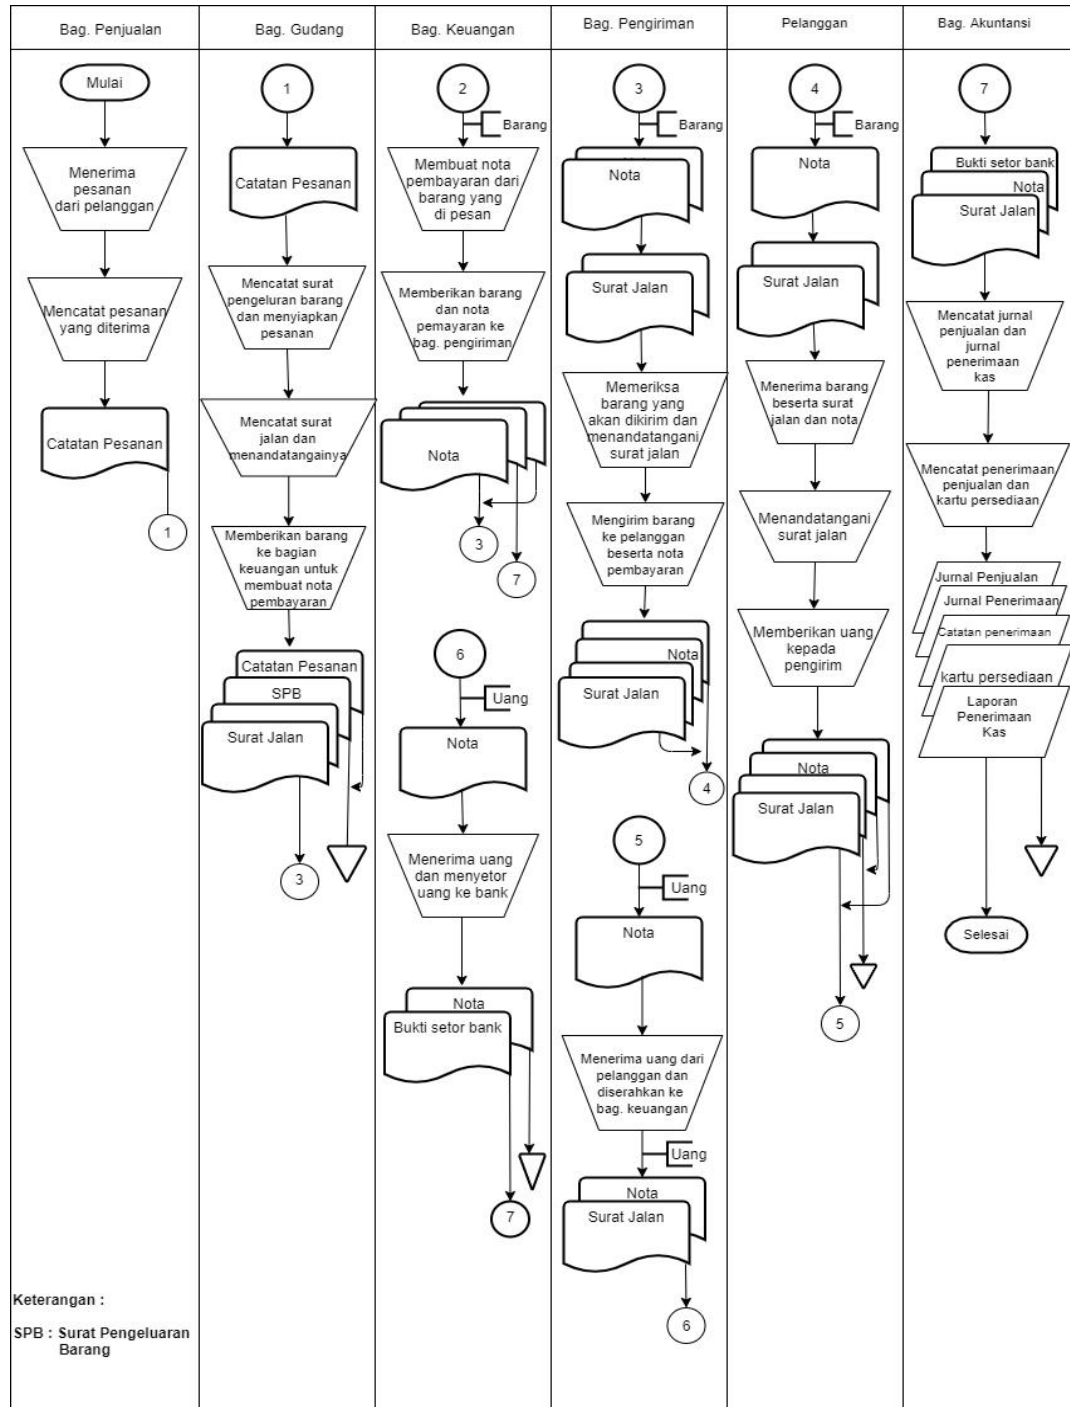 Bag. Penjualan
Bag. Gudang
Bag. Keuangan
Bag. Pengiriman
Pelanggan
Bag. Akuntansi
Mulai
Menerima
pesanan
dari pelanggan
Mencatat pesanan
yang diterima
Catatan Pesanan
1
Keterangan :
SPB : Surat Pengeluaran
Barang
1
Catatan Pesanan
Mencatat surat
pengeluran barang
dan menyiapkan
pesanan
Mencatat surat
jalan dan
menandatangainya
Memberikan barang
ke bagian
keuangan untuk
membuat nota
pembayaran
Catatan Pesanan
SPB
Surat Jalan
3
2
Barang
Membuat nota
pembayaran dari
barang yang
di pesan
Memberikan barang
dan nota
pemayaran ke
bag. pengiriman
Nota
3
7
6
Uang
Nota
Menerima uang
dan menyetor
uang ke bank
Nota
Bukti setor bank
7
3
Barang
Nota
Surat Jalan
Memeriksa
barang yang
akan dikirim dan
menandatangani
surat jalan
Mengirim barang
ke pelanggan
beserta nota
pembayaran
Nota
Surat Jalan
4
5
Uang
Nota
Menerima uang dari
pelanggan dan
diserahkan ke
bag. keuangan
Uang
Nota
Surat Jalan
6
4
Barang
Nota
Surat Jalan
Menerima barang
beserta surat
jalan dan nota
Menandatangani
surat jalan
Memberikan uang
kepada
pengirim
Nota
Surat Jalan
5
7
Bukti setor bank
Nota
Surat Jalan
Mencatat jurnal
penjualan dan
jurnal
penerimaan
kas
Mencatat penerimaan
penjualan dan
kartu persediaan
Jurnal Penjualan
Jurnal Penerimaan
Catatan penerimaan
kartu persediaan
Laporan
Penerimaan
Kas
Selesai